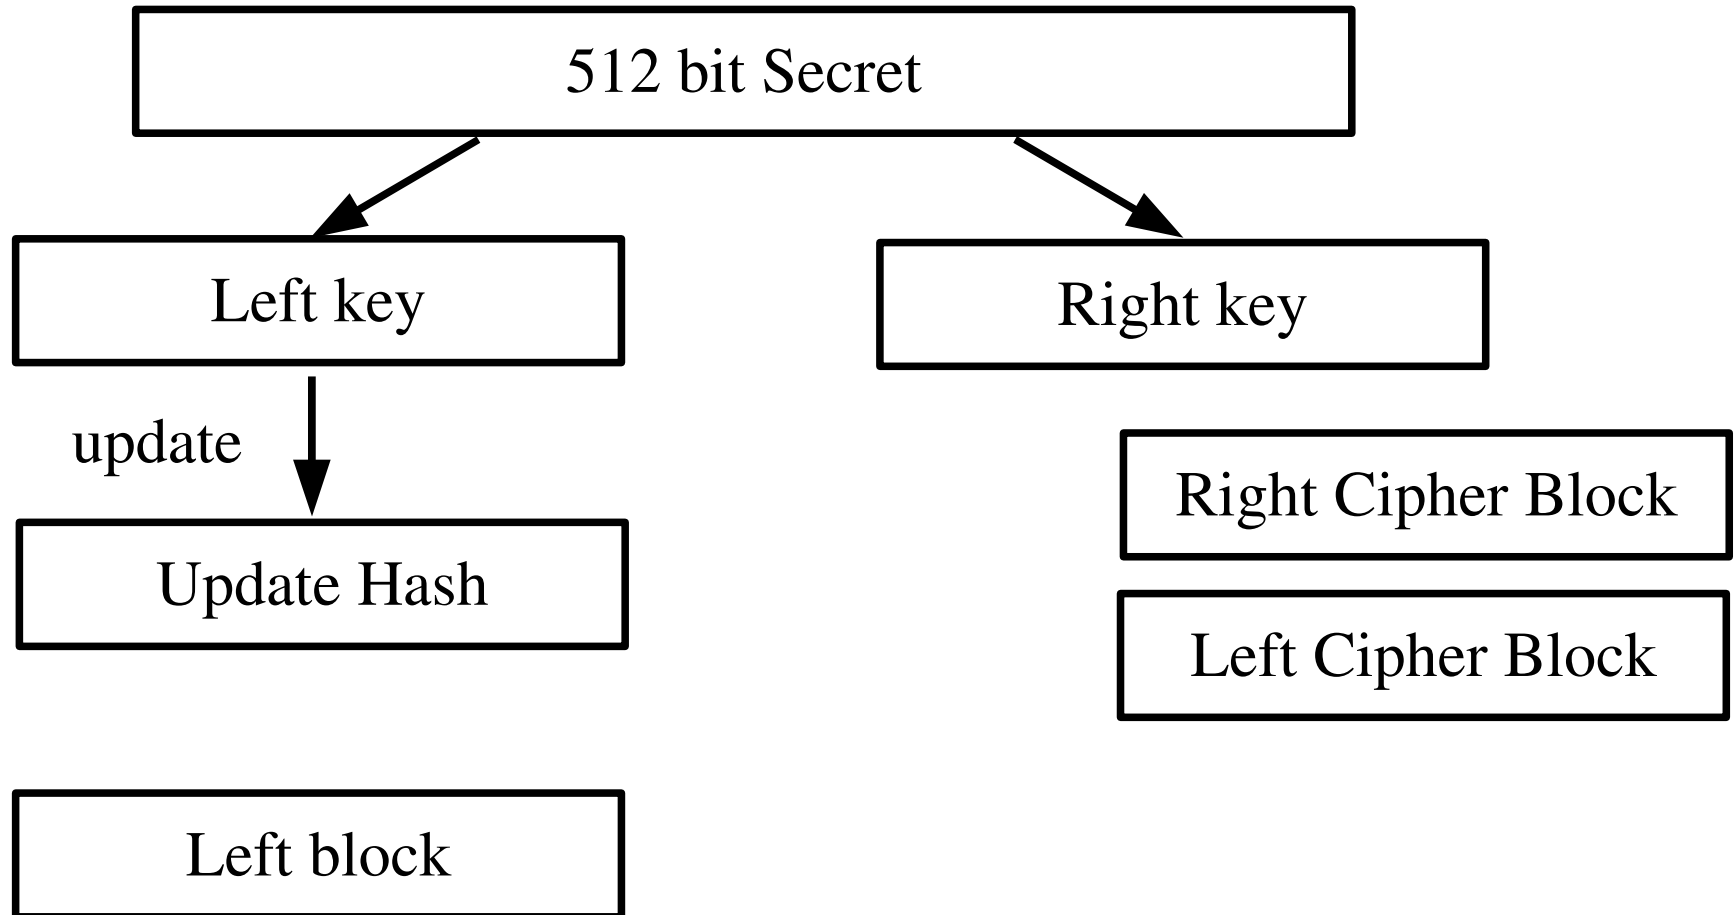 512 bit Secret
Left key
Right key
update
Right Cipher Block
Update Hash
Left Cipher Block
Left block